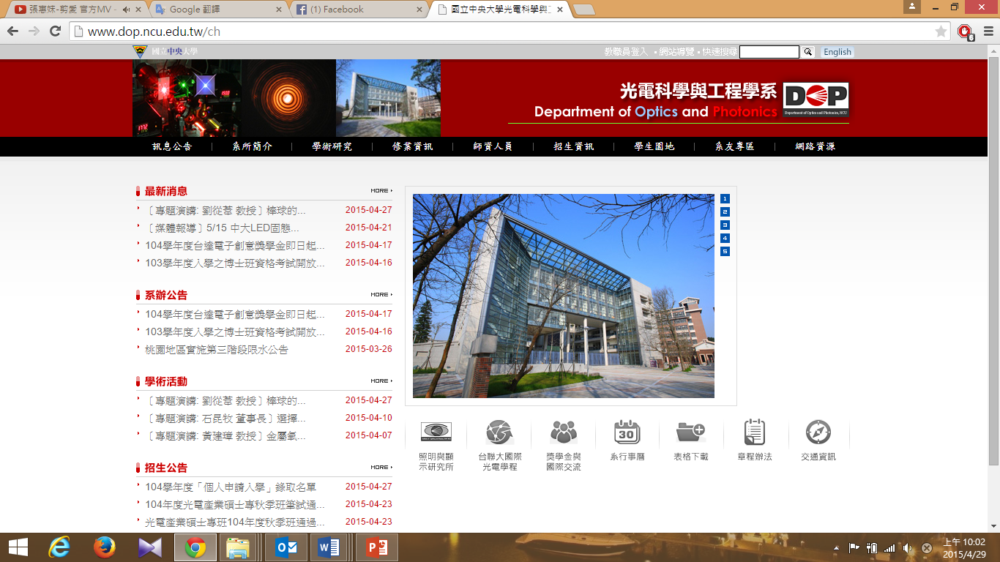 張惠妹-剪愛 官方MV -
Google 翻譯
(1) Facebook
國立中央大學光電科學與工
www.dop.ncu.edu.tw/ch
6
國立中央大學
教職員登入 • 網站導覽 • 快速搜尋
English
光電科學與工程學系
DOP
Department of Optics and Photonics
Department of Optics and Photonics, NCU
訊息公告
系所簡介
學術研究
修業資訊
師資人員
招生資訊
學生園地
系友專區
網路資源
最新消息 MORE
〔專題演講: 劉從葦 教授〕棒球的... 2015-04-27
〔媒體報導〕5/15 中大LED固態... 2015-04-21
104學年度台達電子創意獎學金即日起... 2015-04-17
103學年度入學之博士班資格考試開放... 2015-04-16
系辦公告 MORE
104學年度台達電子創意獎學金即日起... 2015-04-17
103學年度入學之博士班資格考試開放... 2015-04-16
桃園地區實施第三階段限水公告 2015-03-26
學術活動 MORE
〔專題演講: 劉從葦 教授〕棒球的... 2015-04-27
〔專題演講: 石昆牧 董事長〕選擇... 2015-04-10
〔專題演講: 黃建璋 教授〕金屬氧... 2015-04-07
招生公告 MORE
104學年度「個人申請入學」錄取名單 2015-04-27
104年度光電產業碩士專秋季班筆試通... 2015-04-23
光電產業碩士專班104年度秋季班通過... 2015-04-23
1
2
3
4
5
30
照明與顯
示研究所
台聯大國際
光電學程
獎學金與
國際交流
系行事曆
表格下載
章程辦法
交通資訊
上午 10:02
2015/4/29